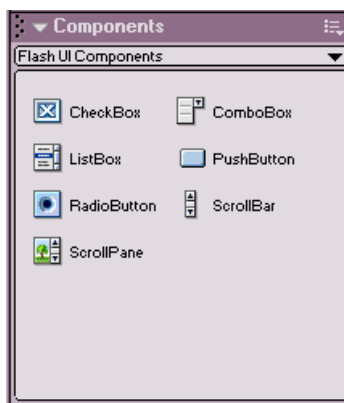 Components
Flash UI Components
CheckBox ComboBox
ListBox PushButton
RadioButton ScrollBar
ScrollPane